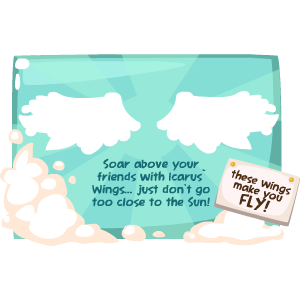 Soar above your
friends with Icarus`
Wings... just don`t go
too close to the Sun!
these wings
make you
FLY!